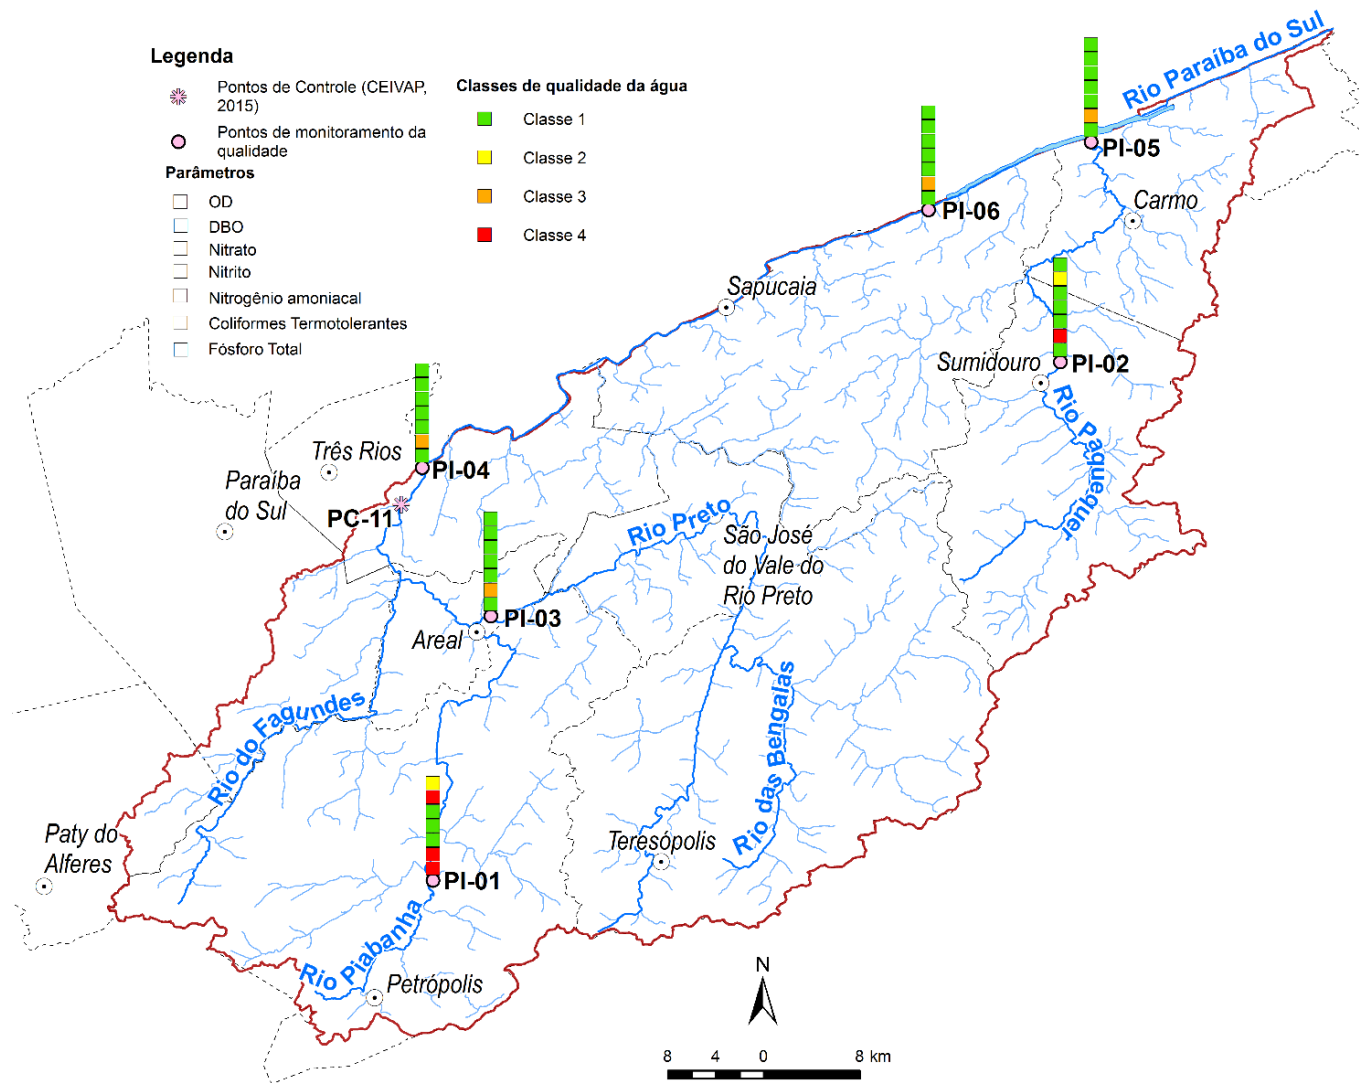 Legenda
Pontos de Controle (CEIVAP,
2015)
Pontos de monitoramento da
qualidade
Parâmetros
OD
DBO
Nitrato
Nitrito
Nitrogênio amoniacal
Coliformes Termotolerantes
Fósforo Total
Classes de qualidade da água
Classe 1
Classe 2
Classe 3
Classe 4
Rio Paraíba do Sul
PI-05
PI-06
Carmo
Sapucaia
Sumidouro
PI-02
Rio Paquequer
Três Rios
PI-04
Paraíba
do Sul
PC-11
Rio Preto
São José
do Vale do
Rio Preto
PI-03
Areal
Rio do Fagundes
Rio das Bengalas
Paty do
Alferes
Teresópolis
PI-01
Rio Piabanha
Petrópolis
N
8 4 0 8 km